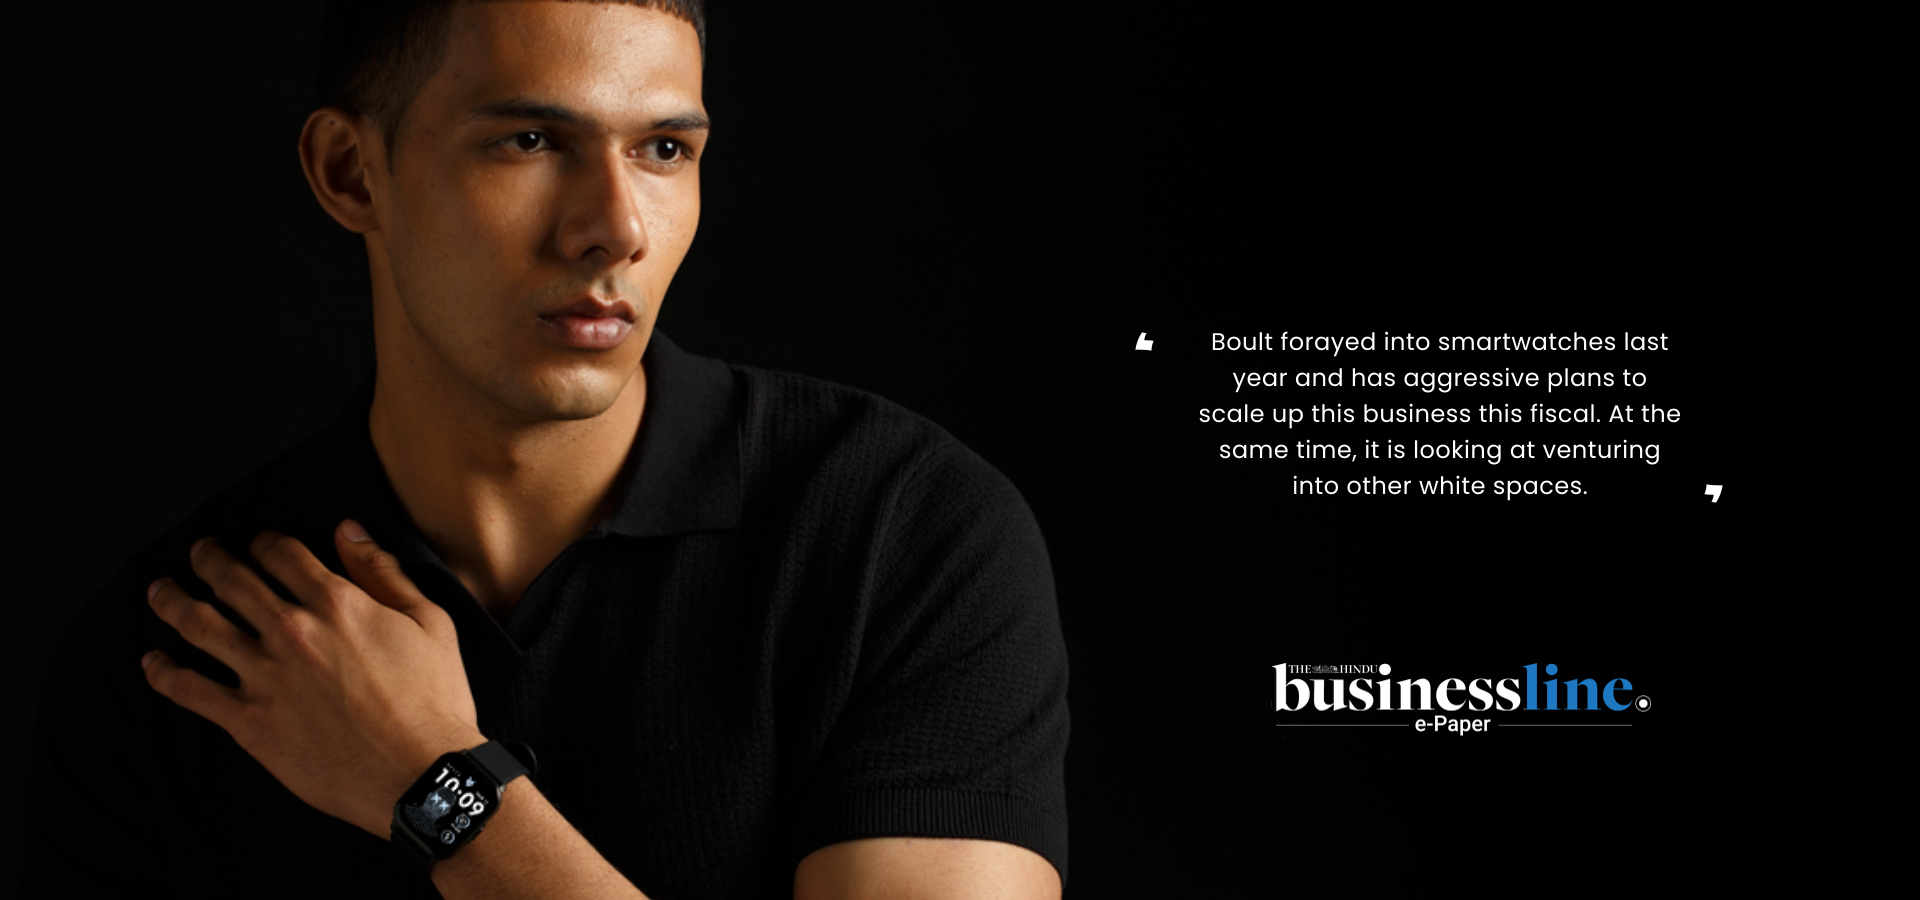 10:09
❛ Boult forayed into smartwatches last
year and has aggressive plans to
scale up this business this fiscal. At the
same time, it is looking at venturing
into other white spaces. ❜
THE HINDU
businessline.
e-Paper